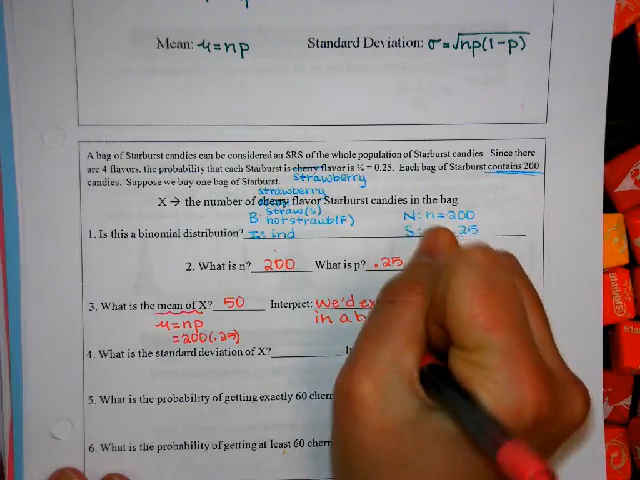 Mean: μ=np Standard Deviation: σ=√np(1-p)
A bag of Starburst candies can be considered an SRS of the whole population of Starburst candies. Since there
are 4 flavors, the probability that each Starburst is cherry flavor is ¼ = 0.25. Each bag of Starburst contains 200
candies. Suppose we buy one bag of Starburst. strawberry
strawberry
X → the number of cherry flavor Starburst candies in the bag
B: straw(S) N: n=200
not strawb(F)
1. Is this a binomial distribution? I: ind S: 25
2. What is n? 200 What is p? .25
3. What is the mean of X? 50 Interpret: we'd
μ=np in a
=200(.25)
4. What is the standard deviation of X?
5. What is the probability of getting exactly 60
6. What is the probability of getting at least 60